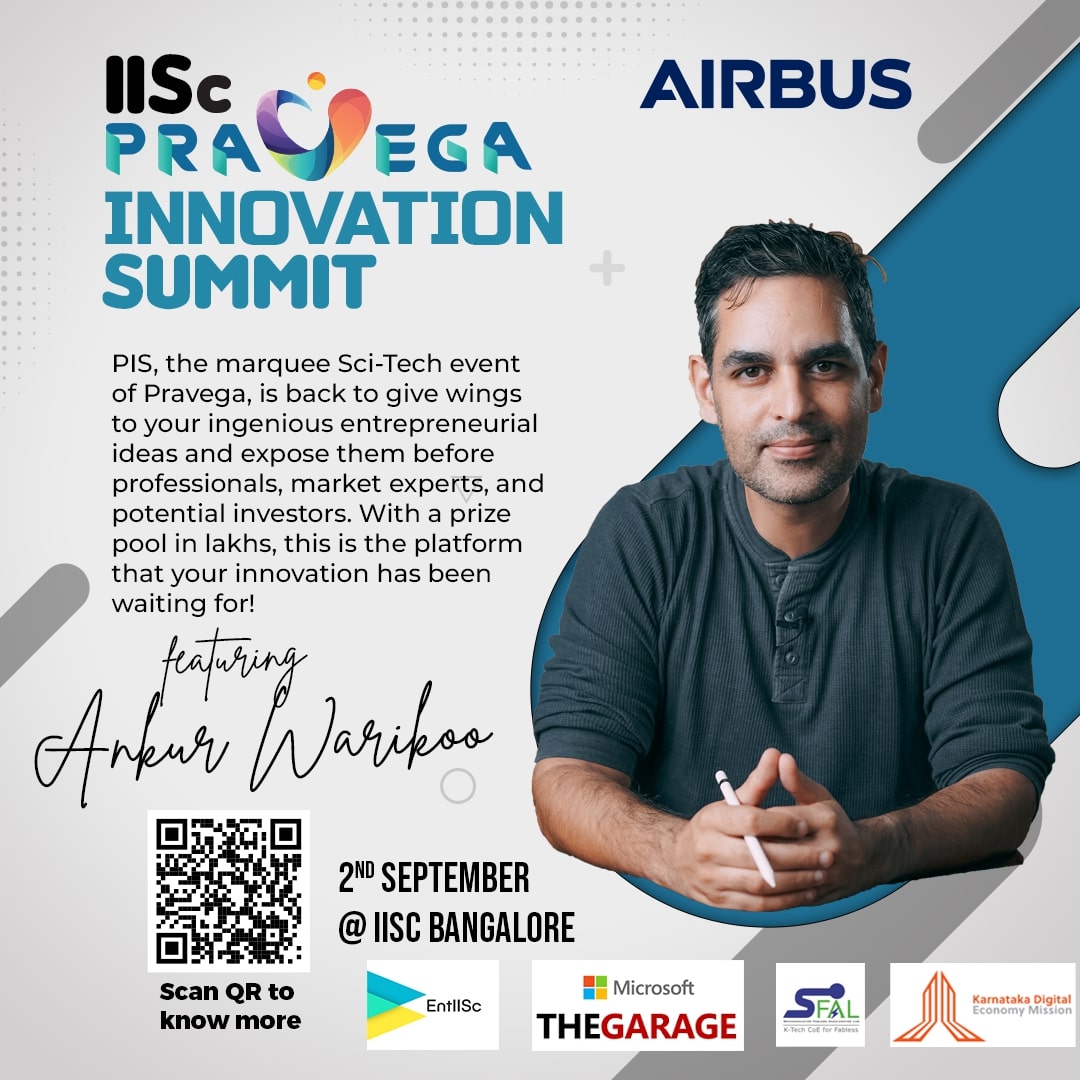 IISc
PRAVEGA
INNOVATION
SUMMIT
AIRBUS
PIS, the marquee Sci-Tech event
of Pravega, is back to give wings
to your ingenious entrepreneurial
ideas and expose them before
professionals, market experts, and
potential investors. With a prize
pool in lakhs, this is the platform
that your innovation has been
waiting for!
featuring
Ankur Warikoo
2ND SEPTEMBER
@ IISC BANGALORE
Scan QR to
know more
EntIISc
Microsoft
THEGARAGE
SFAL
K-Tech CoE for Fabless
Karnataka Digital
Economy Mission